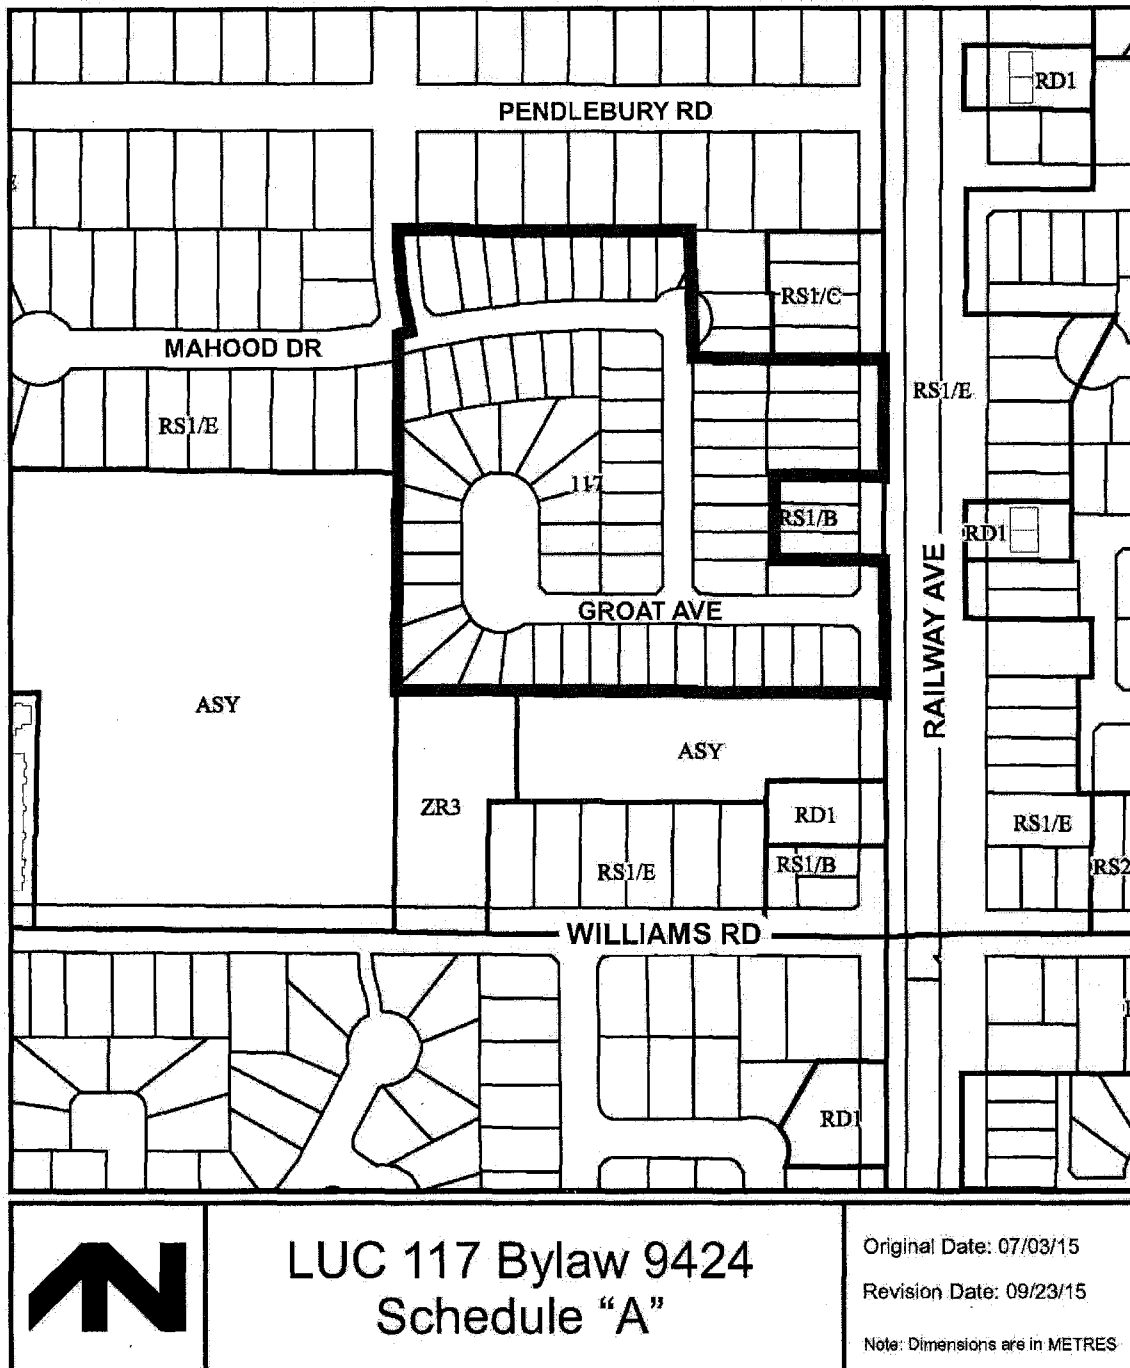 PENDLEBURY RD
RD1
RS1/C
MAHOOD DR
RS1/E
RS1/E
117
RS1/B
RD1
GROAT AVE
RAILWAY AVE
ASY
ASY
ZR3
RD1
RS1/E
RS1/B
RS1/E
RS2
WILLIAMS RD
RD1
LUC 117 Bylaw 9424
Schedule “A”
Original Date: 07/03/15
Revision Date: 09/23/15
Note: Dimensions are in METRES